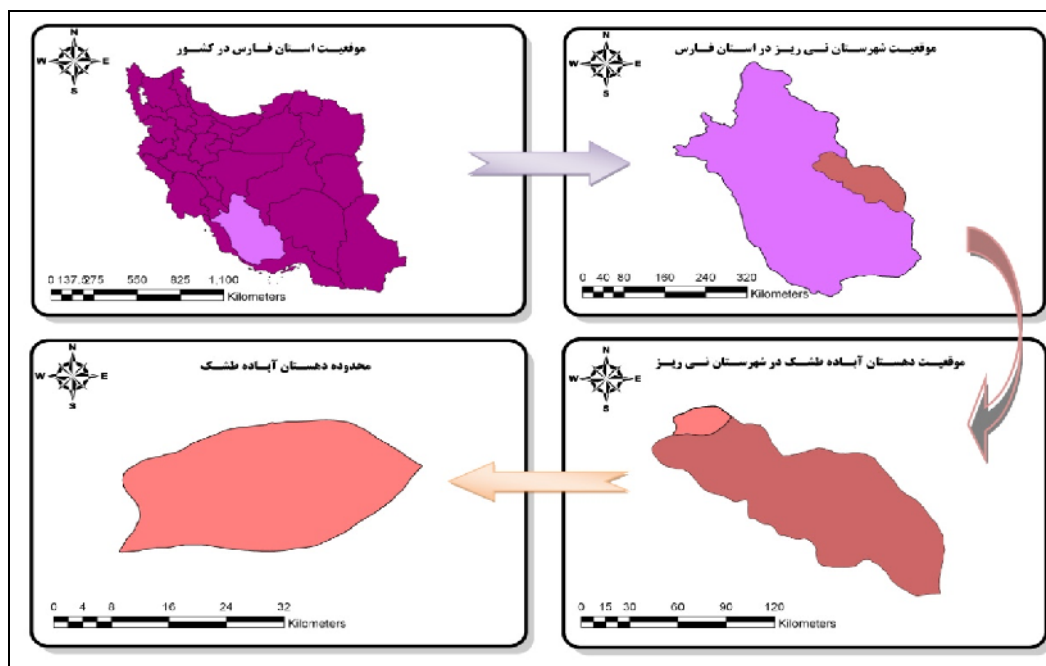 موقعیت استان فارس در کشور
N
W E
S
0 137.5 275 550 825 1,100
Kilometers
موقعیت شهرستان نی ریز در استان فارس
N
W E
S
0 40 80 160 240 320
Kilometers
موقعیت دهستان آباده طشک در شهرستان نی ریز
N
W E
S
0 15 30 60 90 120
Kilometers
محدوده دهستان آباده طشک
N
W E
S
0 4 8 16 24 32
Kilometers